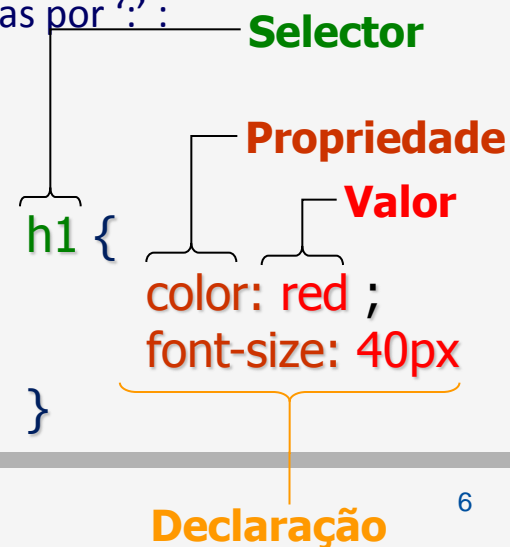 as por ‘:’ :
Selector
Propriedade
Valor
h1 {
color: red ;
font-size: 40px
}
6
Declaração